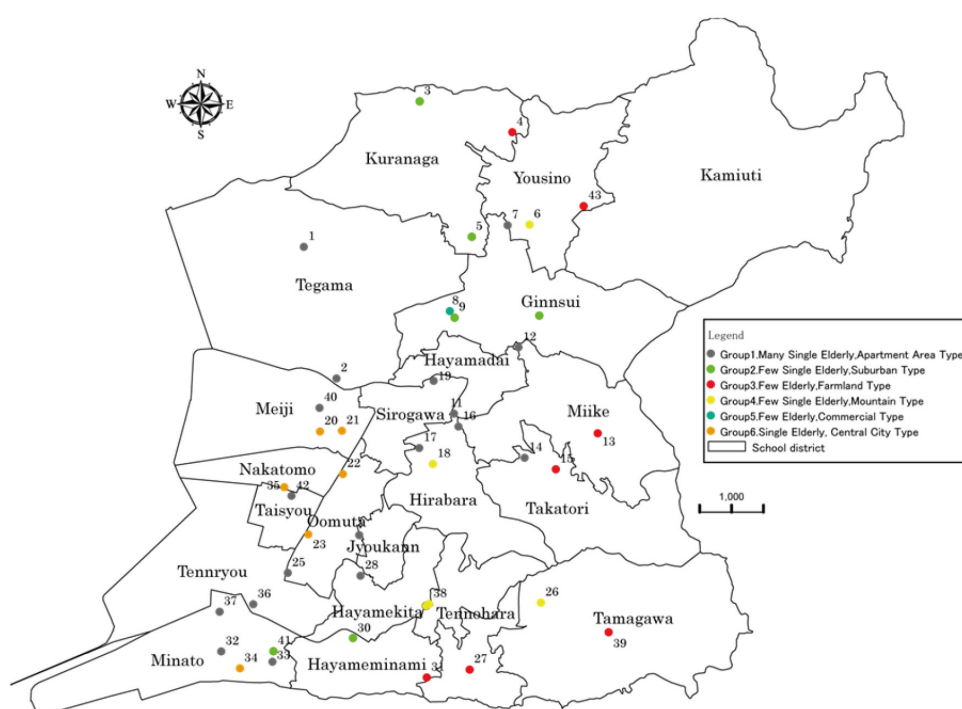 N
W
E
S
3
4
Kuranaga
Yousino
Kamiuti
43
7
6
5
1
Tegama
8
9
Ginnsui
12
Hayamadai
2
19
40
Meiji
20
21
Sirogawa
11
16
Miike
13
17
18
14
15
Nakatomo
22
35
42
Taisyou
Hirabara
Takatori
Oomuta
23
Jyoukann
25
28
Tennryou
36
37
Hayamekita
38
Tennohara
26
Tamagawa
39
30
41
32
33
34
Minato
Hayameminami
27
Legend
Group1.Many Single Elderly,Apartment Area Type
Group2.Few Single Elderly,Suburban Type
Group3.Few Elderly,Farmland Type
Group4.Few Single Elderly,Mountain Type
Group5.Few Elderly,Commercial Type
Group6.Single Elderly, Central City Type
School district
1,000